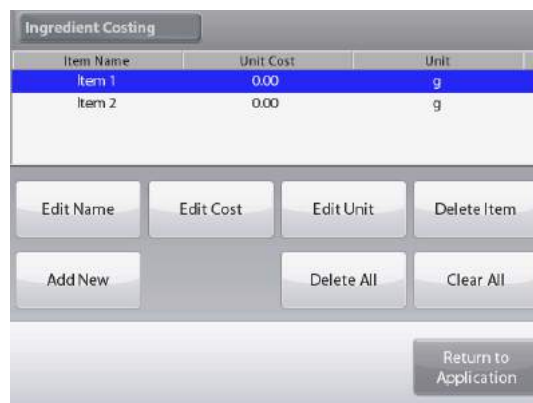 Ingredient Costing
Item Name Unit Cost Unit
Item 1 0.00 g
Item 2 0.00 g
Edit Name Edit Cost Edit Unit Delete Item
Add New Delete All Clear All
Return to
Application